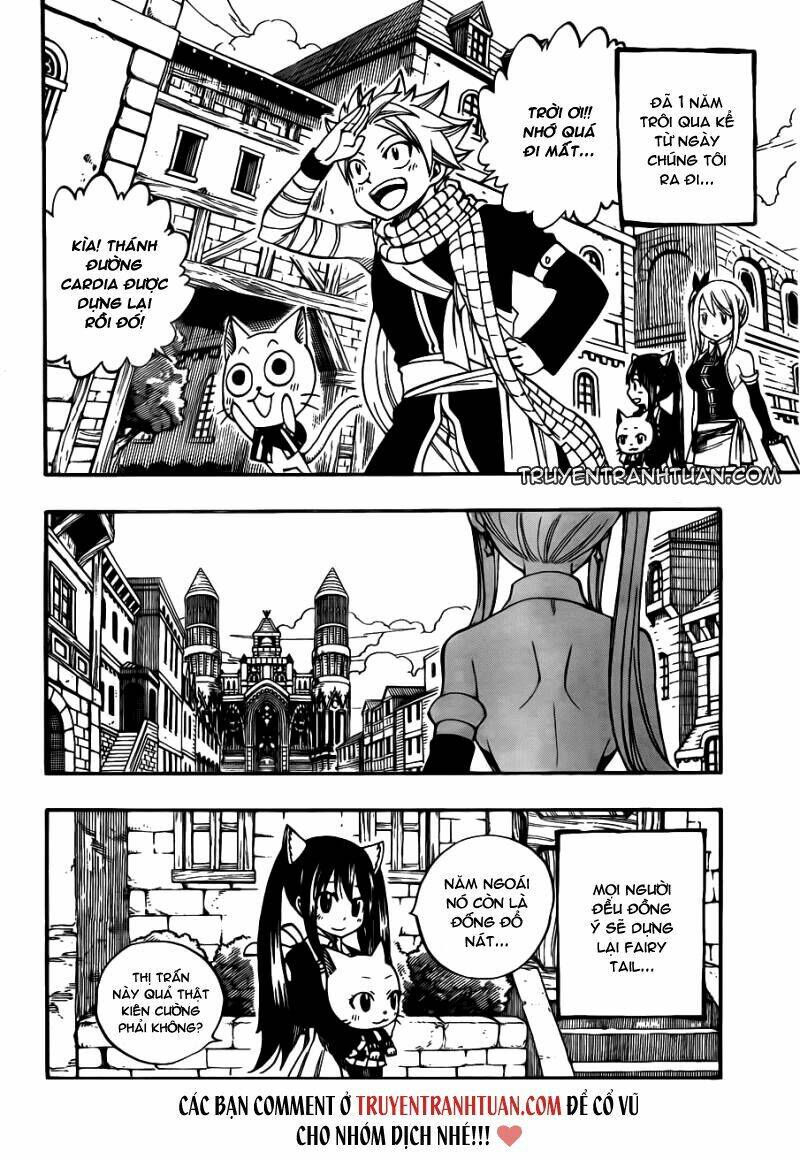 ĐÃ 1 NĂM
TRÔI QUA KỂ
TỪ NGÀY
CHÚNG TÔI
RA ĐI...
TRỜI ƠI!!
NHỚ QUÁ
ĐI MẤT...
KÌA! THÁNH
ĐƯỜNG
CARDIA ĐƯỢC
DỰNG LẠI
RỒI ĐÓ!
TRUYENTRANHTUAN.COM
MỌI NGƯỜI
ĐỀU ĐỒNG
Ý SẼ DỰNG
LẠI FAIRY
TAIL...
NĂM NGOÁI
NÓ CÒN LÀ
ĐỐNG ĐỔ
NÁT...
THỊ TRẤN
NÀY QUẢ THẬT
KIÊN CƯỜNG
PHẢI KHÔNG?
CÁC BẠN COMMENT Ở TRUYENTRANHTUAN.COM ĐỂ CỔ VŨ
CHO NHÓM DỊCH NHÉ!!! ❤